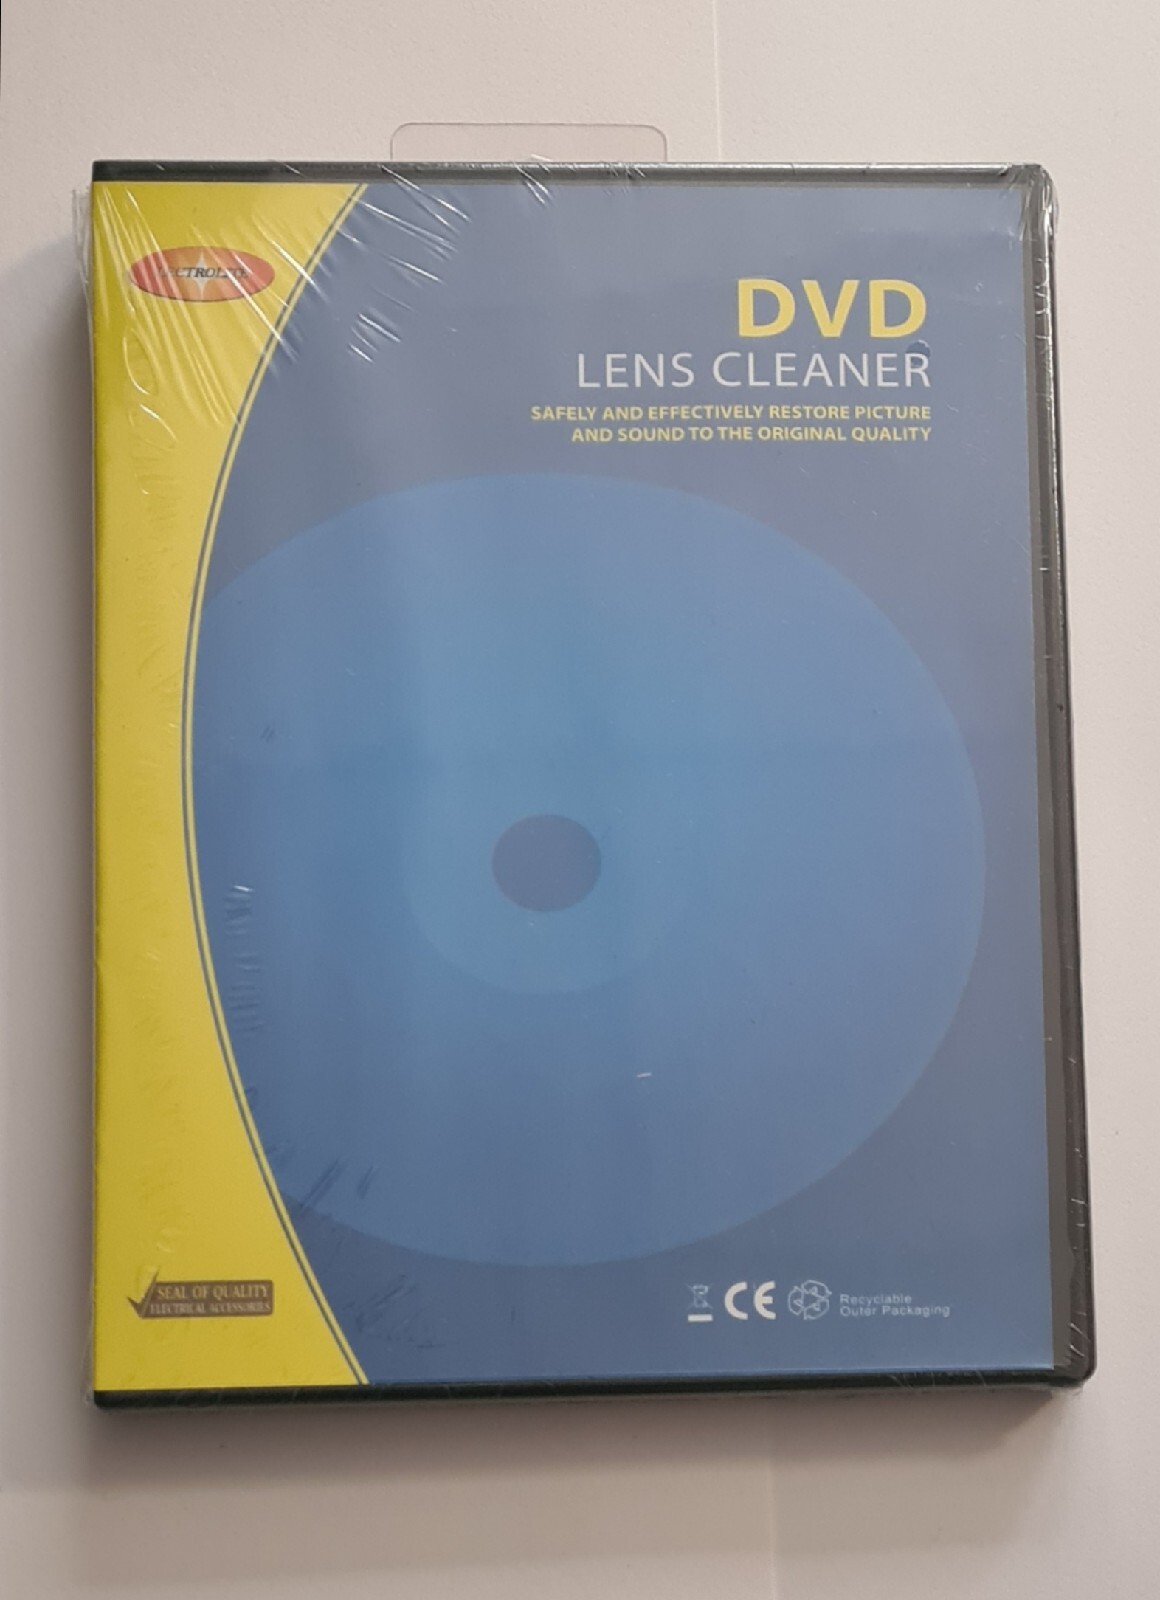 DVD
LENS CLEANER
SAFELY AND EFFECTIVELY RESTORE PICTURE
AND SOUND TO THE ORIGINAL QUALITY
SEAL OF QUALITY
ELECTRICAL ACCESSORIES
CE
Recyclable
Outer Packaging